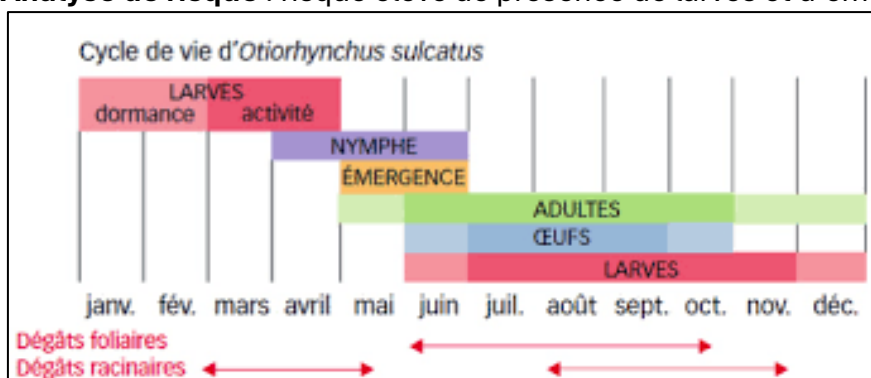 Cycle de vie d'Otiorhynchus sulcatus
LARVES
dormance activité
NYMPHE
ÉMERGENCE
ADULTES
ŒUFS
LARVES
janv. fév. mars avril mai juin juil. août sept. oct. nov. déc.
Dégâts foliaires
Dégâts racinaires